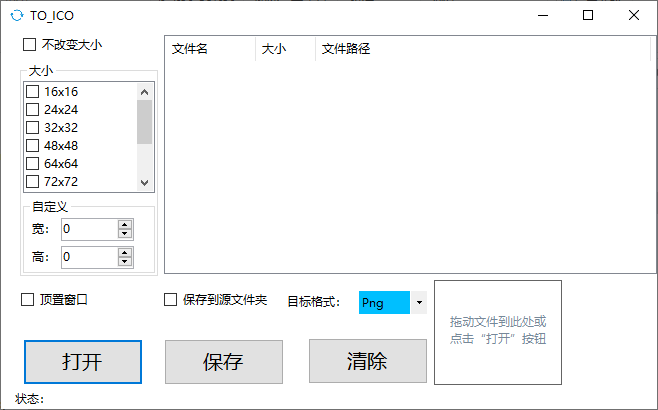 TO_ICO
不改变大小
文件名 大小 文件路径
大小
16x16
24x24
32x32
48x48
64x64
72x72
自定义
宽: 0
高: 0
顶置窗口
保存到源文件夹
目标格式: Png
拖动文件到此处或
点击“打开”按钮
打开
保存
清除
状态: